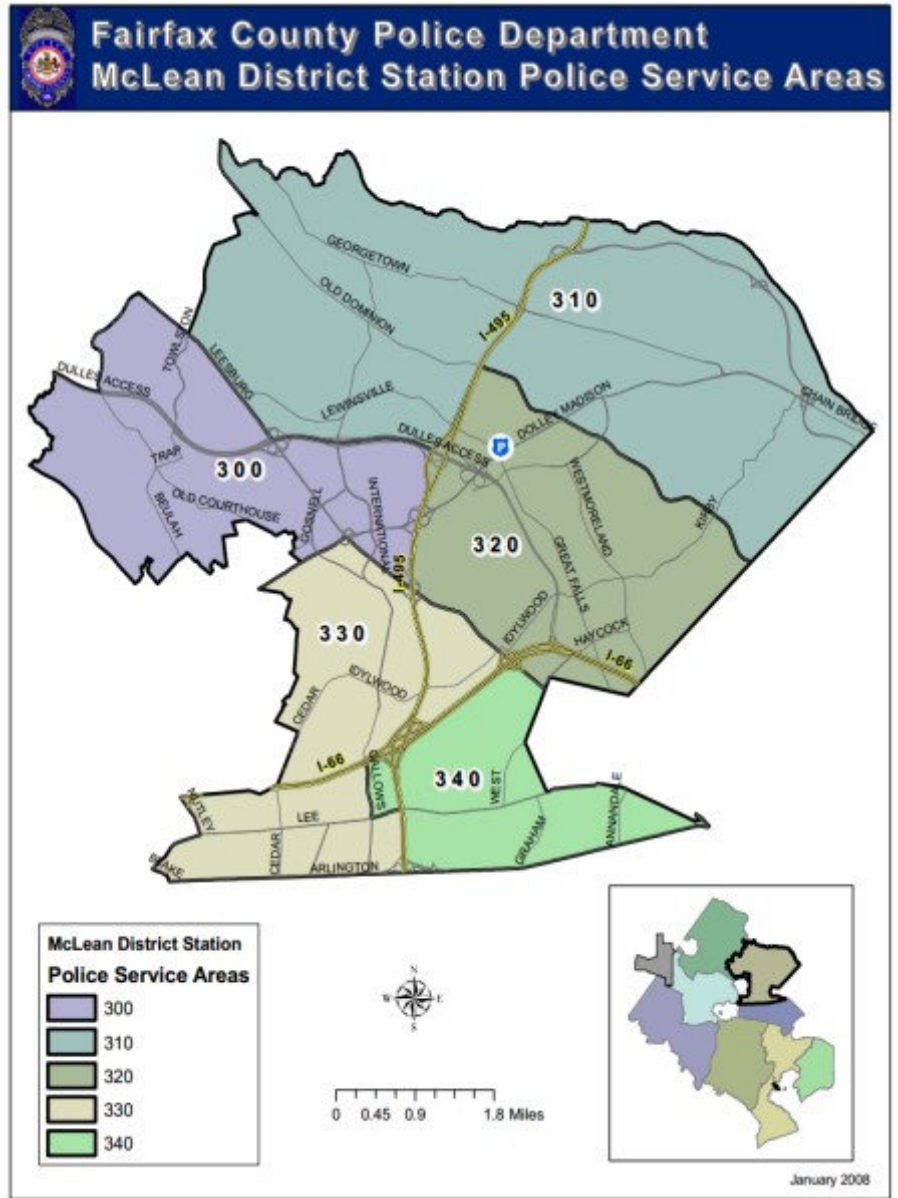 Fairfax County Police Department
McLean District Station Police Service Areas
GEORGETOWN
OLD DOMINION
310
I-495
TOWLSTON
LEESBURG
DULLES ACCESS
LEWINSVILLE
DOLLEY MADISON
CHAIN BRIDGE
DULLES ACCESS
TRAP
300
WESTMORELAND
OLD COURTHOUSE
BEULAH
GOSNELL
INTERNATIONAL
KIRBY
320
GREAT FALLS
I-495
IDYLWOOD
HAYCOCK
330
I-66
IDYLWOOD
CEDAR
I-66
GALLOWS
340
WEST
NUTLEY
LEE
ANNANDALE
GRAHAM
BLAKE
CEDAR
ARLINGTON
McLean District Station
Police Service Areas
300
310
320
330
340
N
W E
S
0 0.45 0.9 1.8 Miles
January 2008